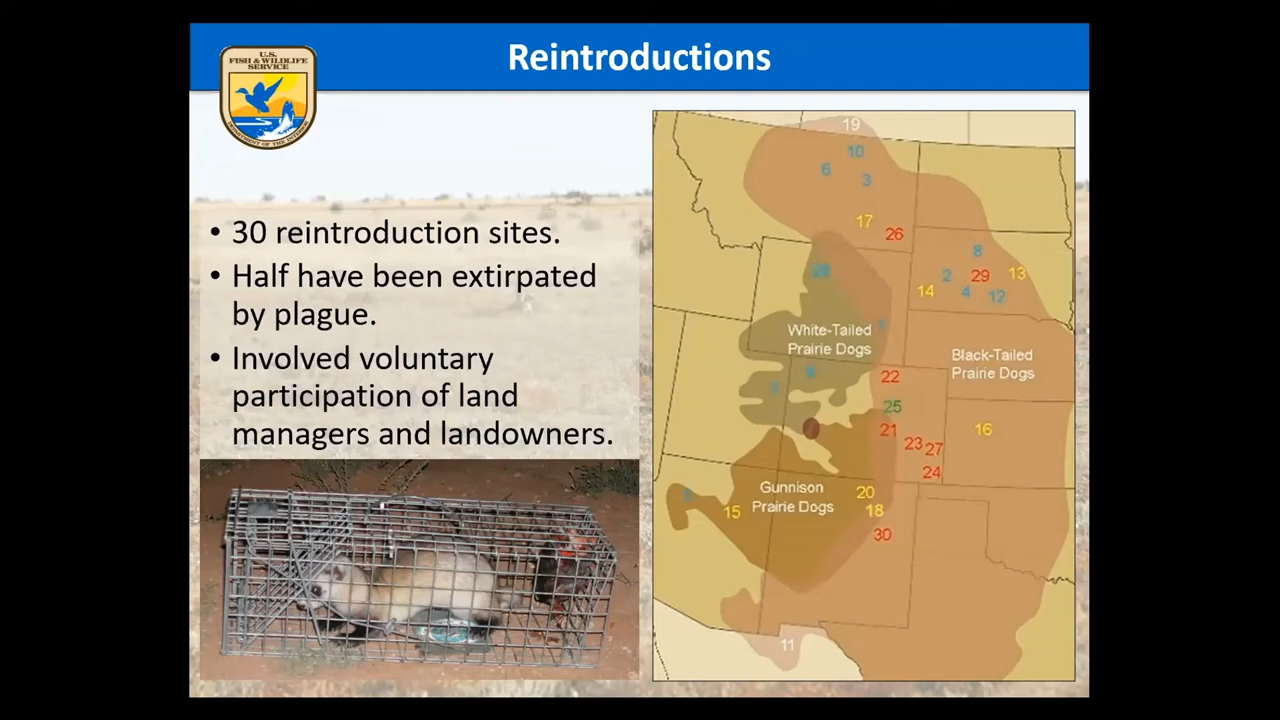 Reintroductions
U.S.
FISH & WILDLIFE
SERVICE
DEPARTMENT OF THE INTERIOR
• 30 reintroduction sites.
• Half have been extirpated
by plague.
• Involved voluntary
participation of land
managers and landowners.
19
10
6
3
17
26
8
2
29
13
14
4
12
28
1
White-Tailed
Prairie Dogs
Black-Tailed
Prairie Dogs
22
25
21
16
23
27
24
Gunnison
Prairie Dogs
20
15
18
30
11